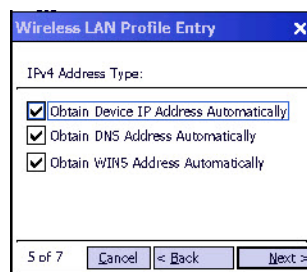 Wireless LAN Profile Entry X
IPv4 Address Type:
Obtain Device IP Address Automatically
Obtain DNS Address Automatically
Obtain WINS Address Automatically
5 of 7 Cancel < Back Next >